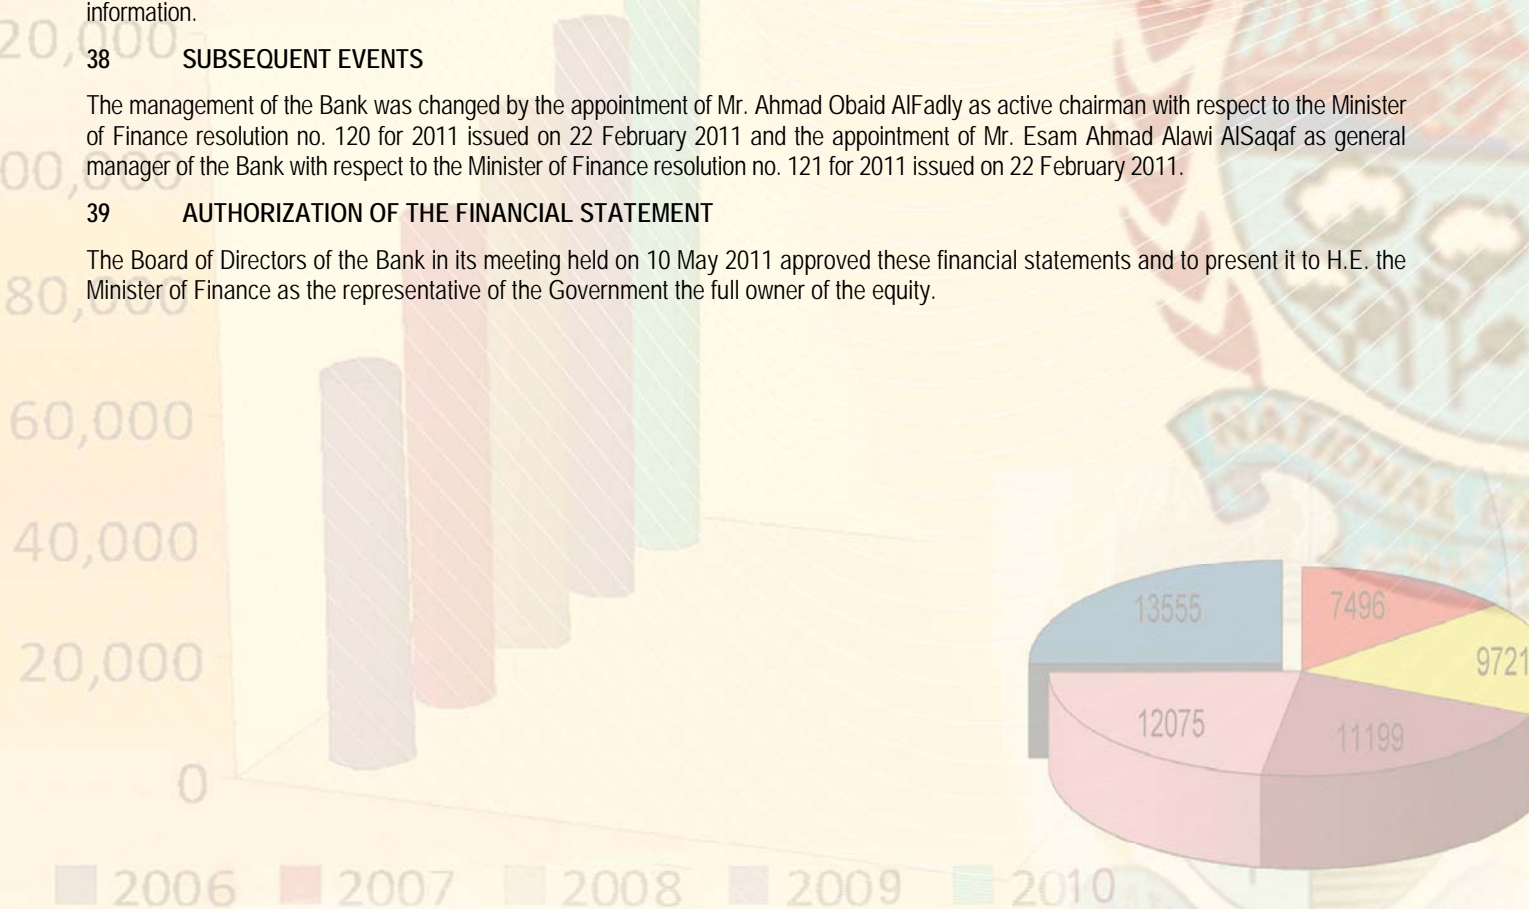 information.
38 SUBSEQUENT EVENTS
The management of the Bank was changed by the appointment of Mr. Ahmad Obaid AlFadly as active chairman with respect to the Minister
of Finance resolution no. 120 for 2011 issued on 22 February 2011 and the appointment of Mr. Esam Ahmad Alawi AlSaqaf as general
manager of the Bank with respect to the Minister of Finance resolution no. 121 for 2011 issued on 22 February 2011.
39 AUTHORIZATION OF THE FINANCIAL STATEMENT
The Board of Directors of the Bank in its meeting held on 10 May 2011 approved these financial statements and to present it to H.E. the
Minister of Finance as the representative of the Government the full owner of the equity.
20,000
00,000
80,000
60,000
40,000
20,000
0
NATIONAL
13555
7496
9721
12075
11199
2006 2007 2008 2009 2010